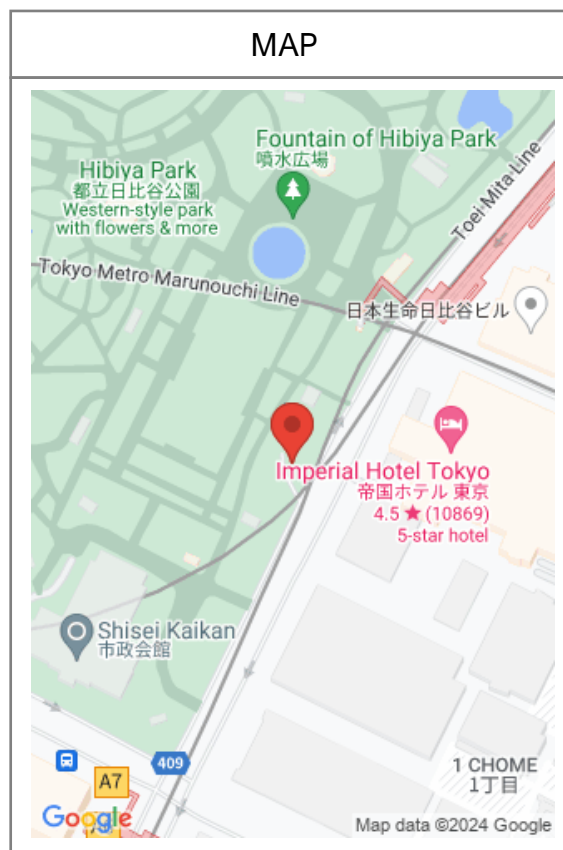 MAP
Fountain of Hibiya Park
噴水広場
Hibiya Park
都立日比谷公園
Western-style park
with flowers & more
Toei Mita Line
Tokyo Metro Marunouchi Line
日本生命日比谷ビル
Imperial Hotel Tokyo
帝国ホテル 東京
4.5 ★ (10869)
5-star hotel
Shisei Kaikan
市政会館
409
A7
1 CHOME
1丁目
Google
Map data ©2024 Google